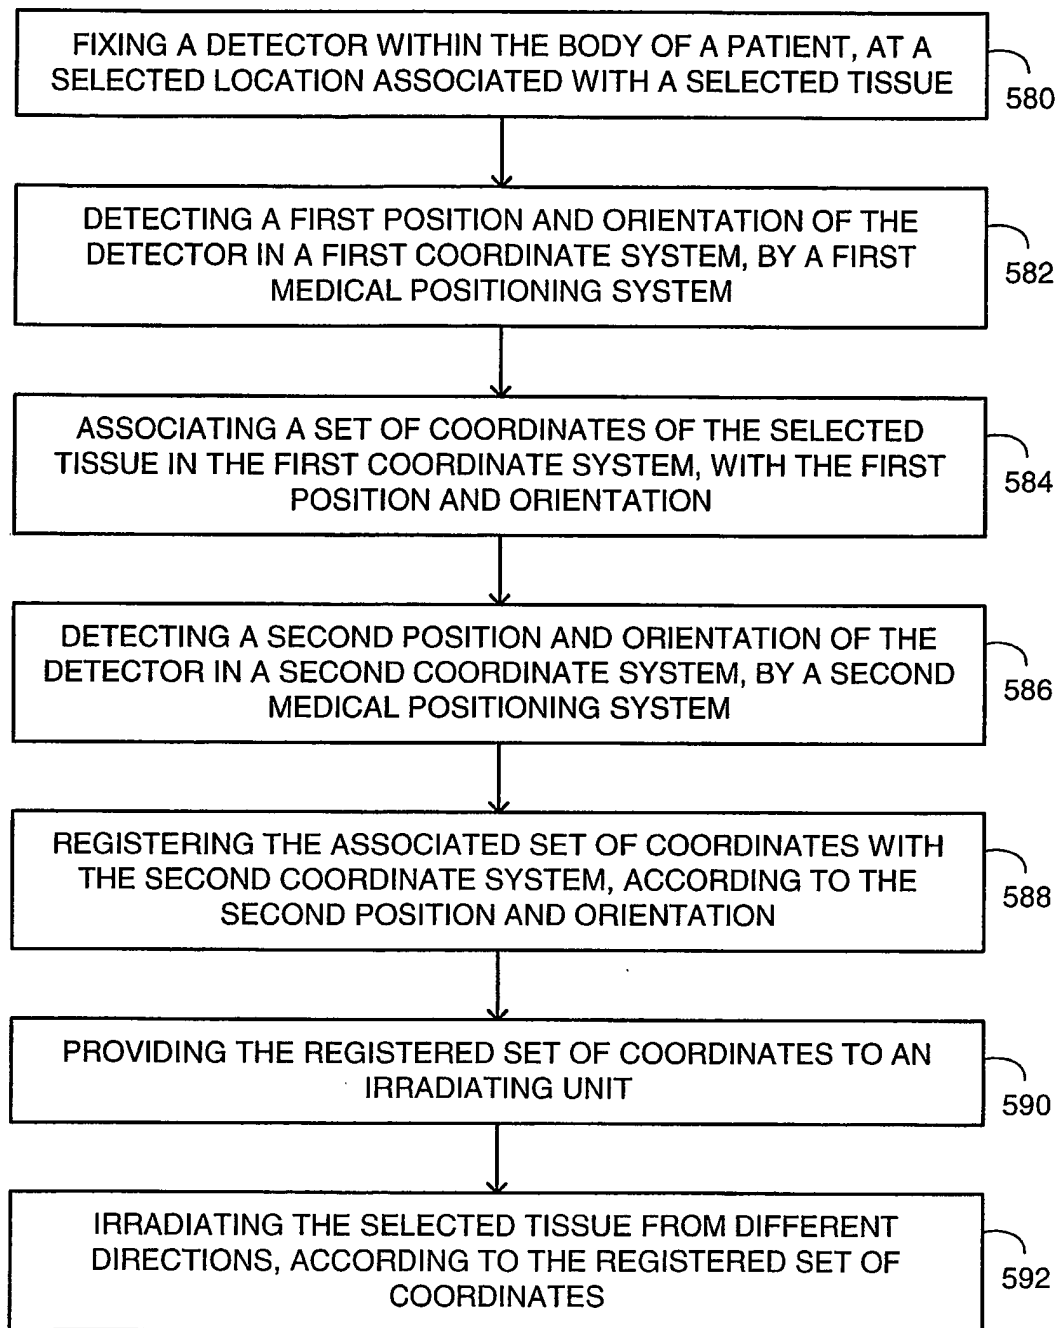 FIXING A DETECTOR WITHIN THE BODY OF A PATIENT, AT A
SELECTED LOCATION ASSOCIATED WITH A SELECTED TISSUE
580
DETECTING A FIRST POSITION AND ORIENTATION OF THE
DETECTOR IN A FIRST COORDINATE SYSTEM, BY A FIRST
MEDICAL POSITIONING SYSTEM
582
ASSOCIATING A SET OF COORDINATES OF THE SELECTED
TISSUE IN THE FIRST COORDINATE SYSTEM, WITH THE FIRST
POSITION AND ORIENTATION
584
DETECTING A SECOND POSITION AND ORIENTATION OF THE
DETECTOR IN A SECOND COORDINATE SYSTEM, BY A SECOND
MEDICAL POSITIONING SYSTEM
586
REGISTERING THE ASSOCIATED SET OF COORDINATES WITH
THE SECOND COORDINATE SYSTEM, ACCORDING TO THE
SECOND POSITION AND ORIENTATION
588
PROVIDING THE REGISTERED SET OF COORDINATES TO AN
IRRADIATING UNIT
590
IRRADIATING THE SELECTED TISSUE FROM DIFFERENT
DIRECTIONS, ACCORDING TO THE REGISTERED SET OF
COORDINATES
592